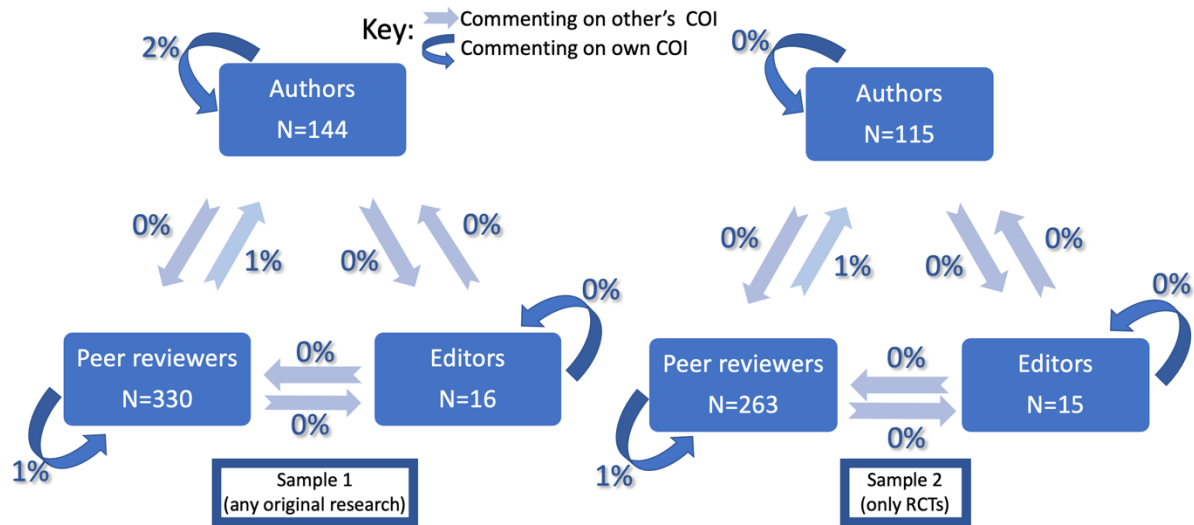 Key:
Commenting on other's COI
Commenting on own COI
2%
Authors
N=144
0%
1%
0%
0%
Peer reviewers
N=330
1%
0%
0%
Editors
N=16
0%
Sample 1
(any original research)
0%
Authors
N=115
0%
1%
0%
0%
Peer reviewers
N=263
1%
0%
0%
Editors
N=15
0%
Sample 2
(only RCTs)